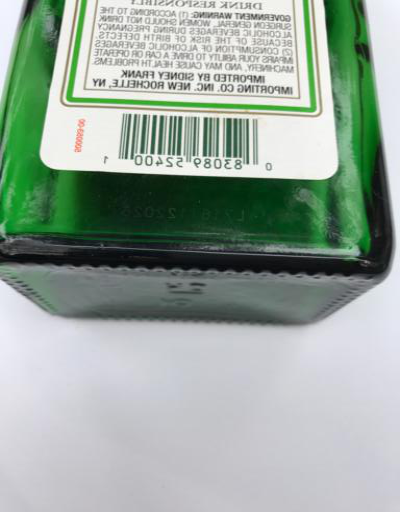 DRINK RESPONSIBLY
GOVERNMENT WARNING: (1) ACCORDING TO THE
SURGEON GENERAL, WOMEN SHOULD NOT DRINK
ALCOHOLIC BEVERAGES DURING PREGNANCY
BECAUSE OF THE RISK OF BIRTH DEFECTS.
(2) CONSUMPTION OF ALCOHOLIC BEVERAGES
IMPAIRS YOUR ABILITY TO DRIVE A CAR OR OPERATE
MACHINERY, AND MAY CAUSE HEALTH PROBLEMS.
IMPORTED BY SIDNEY FRANK
IMPORTING CO. INC. NEW ROCHELLE, NY
0 83089 52400 1